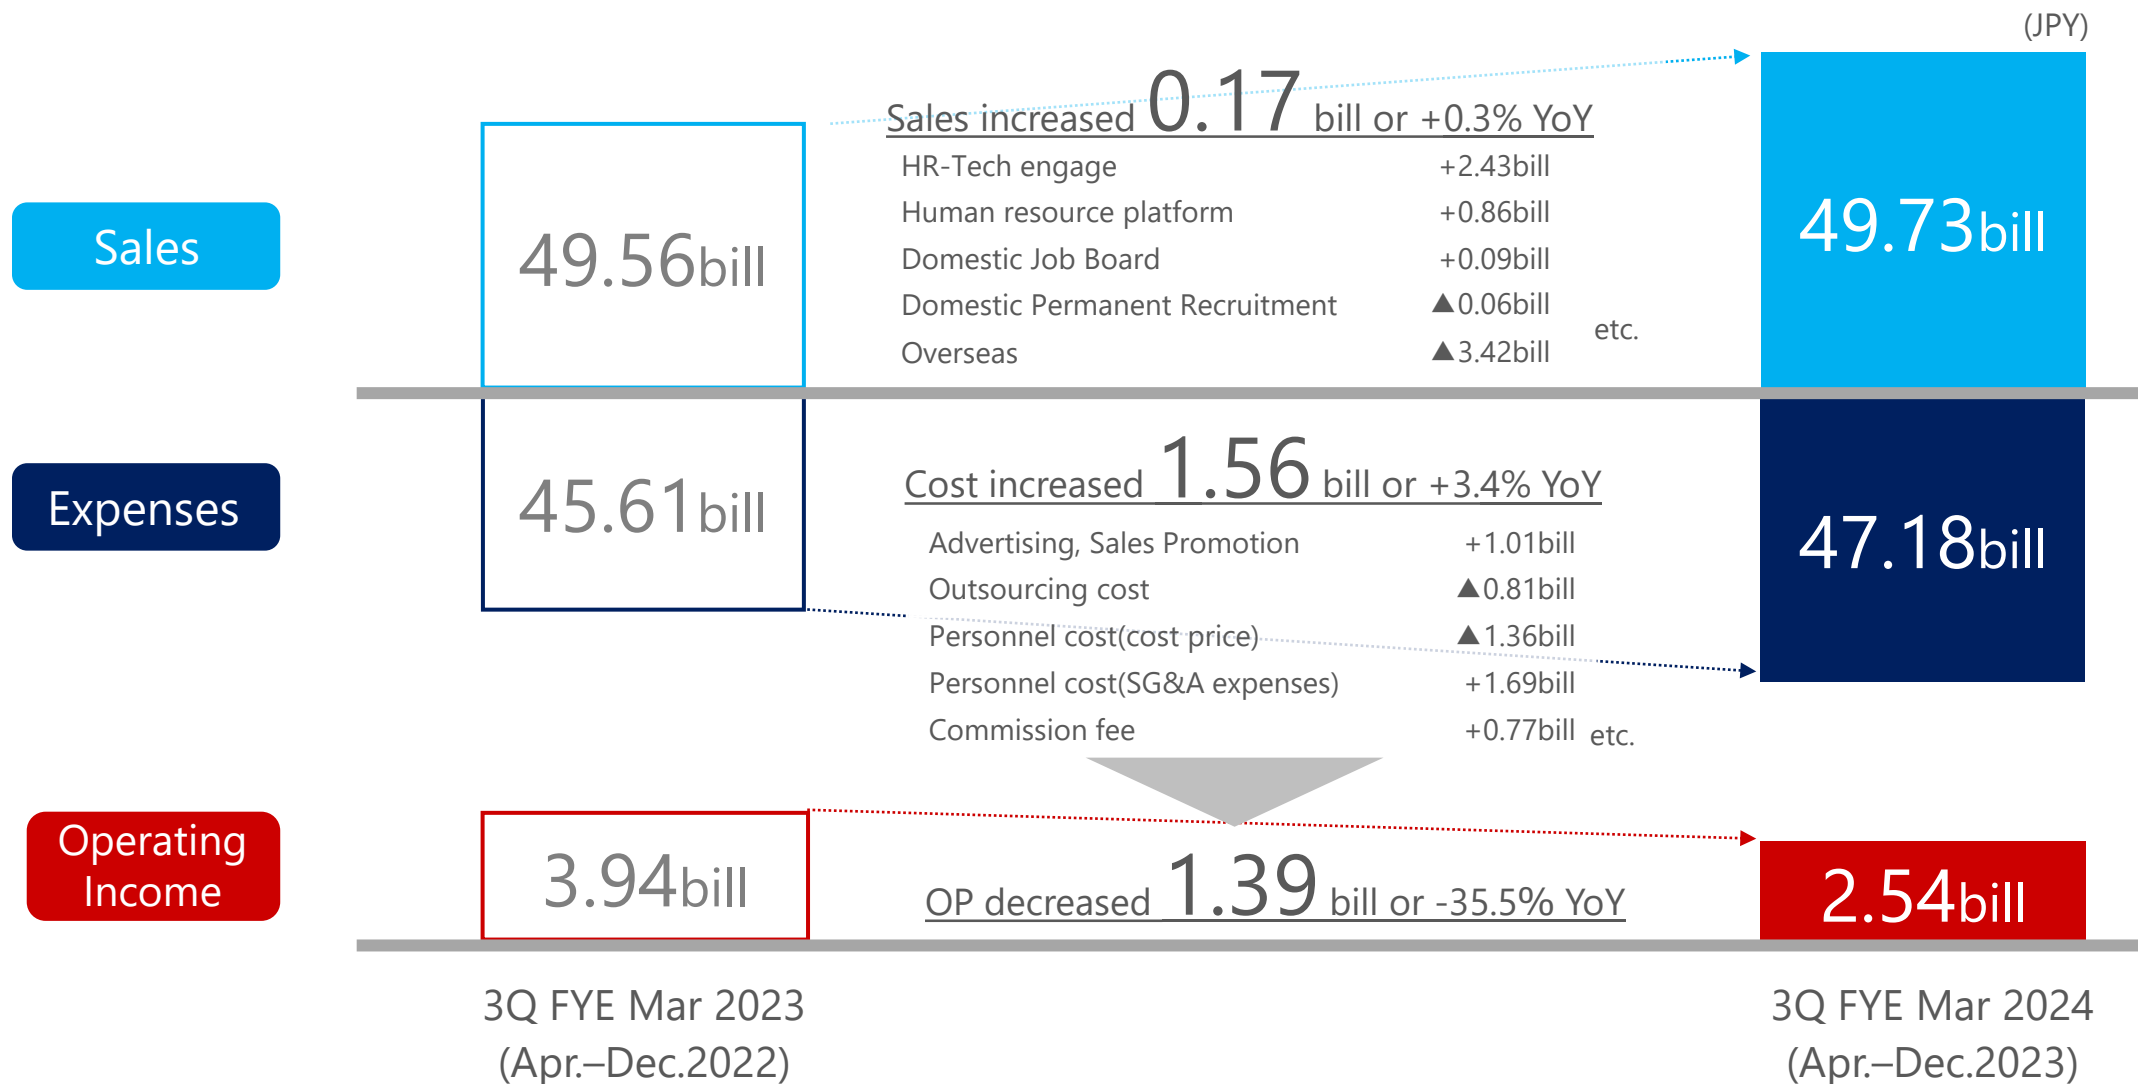 (JPY)
Sales
49.56bill
Sales increased 0.17 bill or +0.3% YoY
HR-Tech engage +2.43bill
Human resource platform +0.86bill
Domestic Job Board +0.09bill
Domestic Permanent Recruitment ▲0.06bill
Overseas ▲3.42bill
etc.
49.73bill
Expenses
45.61bill
Cost increased 1.56 bill or +3.4% YoY
Advertising, Sales Promotion +1.01bill
Outsourcing cost ▲0.81bill
Personnel cost(cost price) ▲1.36bill
Personnel cost(SG&A expenses) +1.69bill
Commission fee +0.77bill etc.
47.18bill
Operating
Income
3.94bill
OP decreased 1.39 bill or -35.5% YoY
2.54bill
3Q FYE Mar 2023
(Apr.–Dec.2022)
3Q FYE Mar 2024
(Apr.–Dec.2023)